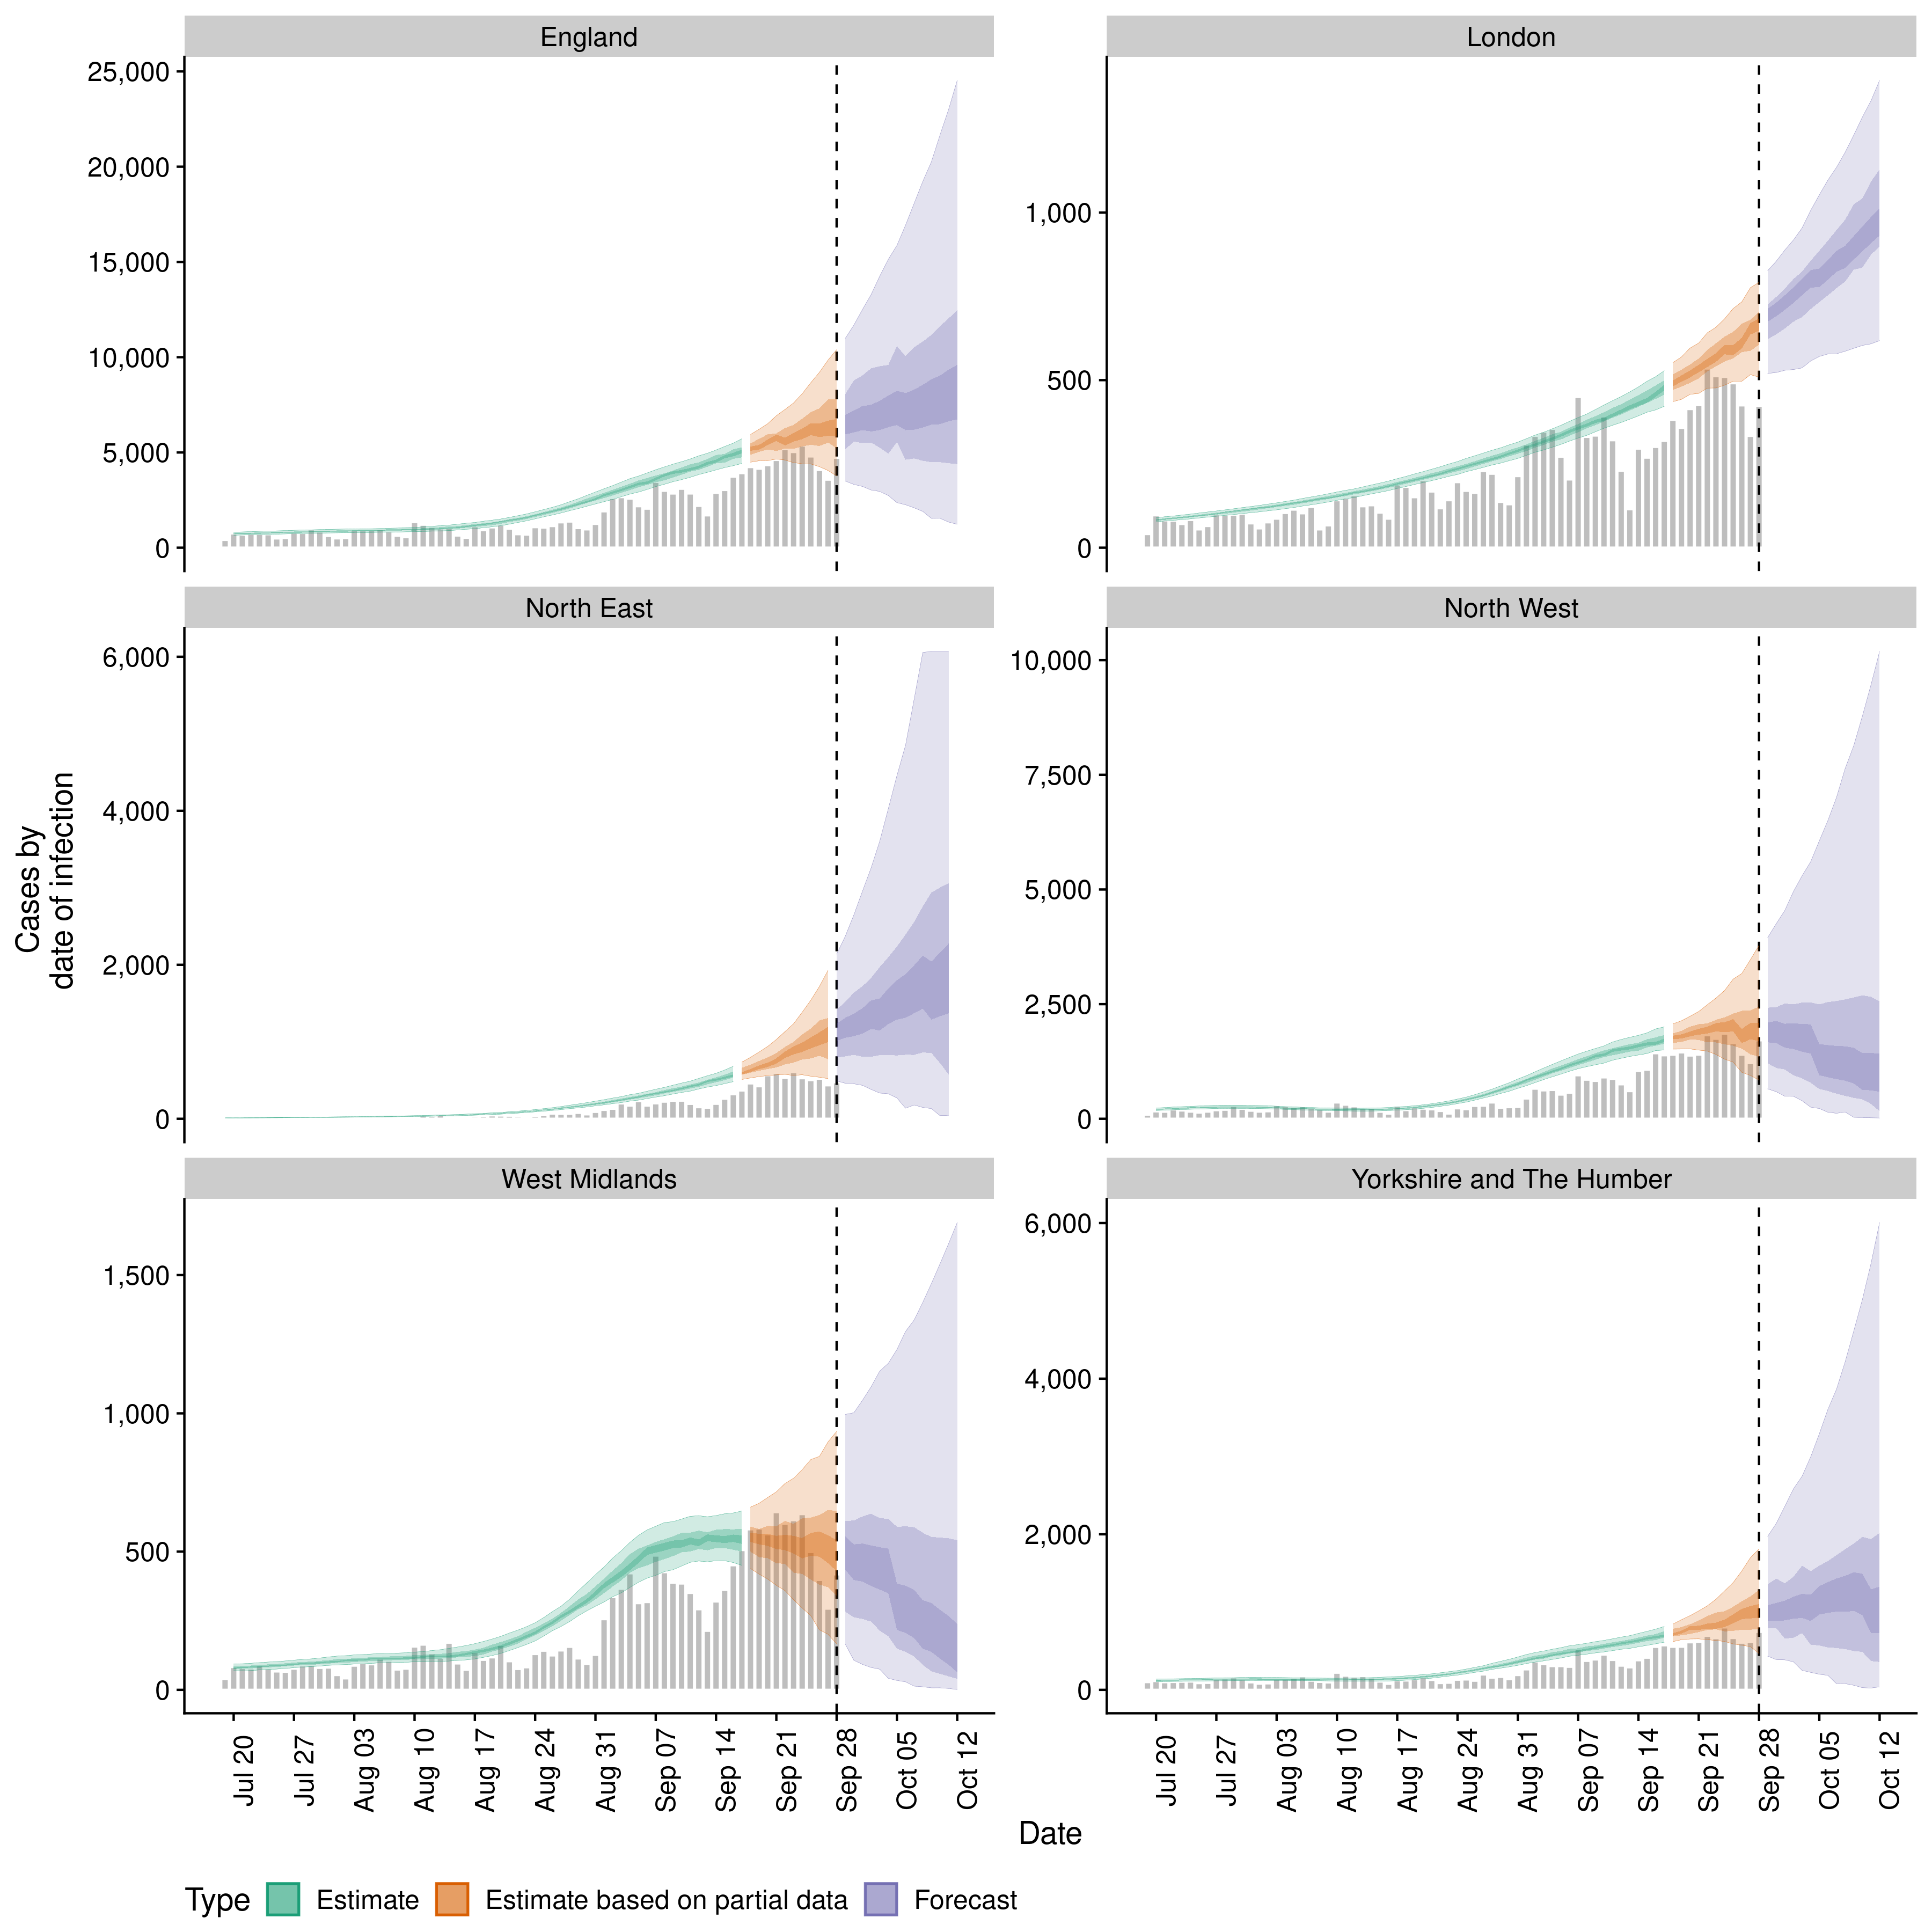 England
London
25,000
20,000
15,000
10,000
5,000
0
1,000
500
0
North East
North West
6,000
4,000
2,000
0
10,000
7,500
5,000
2,500
0
Cases by
date of infection
West Midlands
Yorkshire and The Humber
1,500
1,000
500
0
6,000
4,000
2,000
0
Jul 20
Jul 27
Aug 03
Aug 10
Aug 17
Aug 24
Aug 31
Sep 07
Sep 14
Sep 21
Sep 28
Oct 05
Oct 12
Jul 20
Jul 27
Aug 03
Aug 10
Aug 17
Aug 24
Aug 31
Sep 07
Sep 14
Sep 21
Sep 28
Oct 05
Oct 12
Date
Type Estimate Estimate based on partial data Forecast